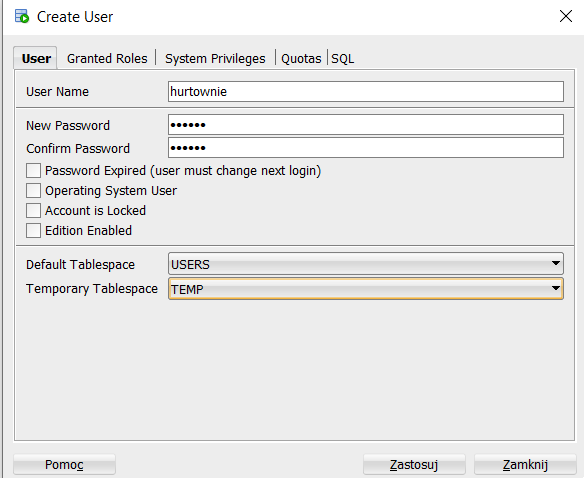 Create User
User Granted Roles System Privileges Quotas SQL
User Name hurtownie
New Password ••••••
Confirm Password ••••••
Password Expired (user must change next login)
Operating System User
Account is Locked
Edition Enabled
Default Tablespace USERS
Temporary Tablespace TEMP
Pomoc Zastosuj Zamknij